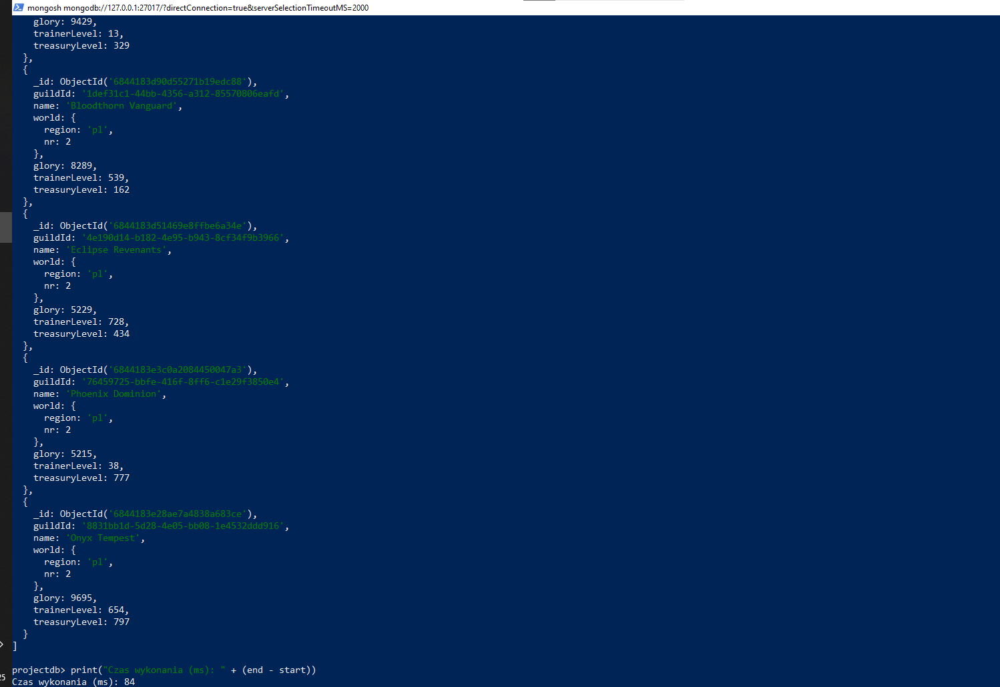 mongosh mongodb://127.0.0.1:27017/?directConnection=true&serverSelectionTimeoutMS=2000
    glory: 9429,
    trainerLevel: 13,
    treasuryLevel: 329
  },
  {
    _id: ObjectId('6844183d90d55271b19edc88'),
    guildId: '1def31c1-44bb-4356-a312-85570806eafd',
    name: 'Bloodthorn Vanguard',
    world: {
      region: 'pl',
      nr: 2
    },
    glory: 8289,
    trainerLevel: 539,
    treasuryLevel: 162
  },
  {
    _id: ObjectId('6844183d51469e8ffbe6a34e'),
    guildId: '4e190d14-b182-4e95-b943-8cf34f9b3966',
    name: 'Eclipse Revenants',
    world: {
      region: 'pl',
      nr: 2
    },
    glory: 5229,
    trainerLevel: 728,
    treasuryLevel: 434
  },
  {
    _id: ObjectId('6844183e3c0a2084450047a3'),
    guildId: '76459725-bbfe-416f-8ff6-c1e29f3850e4',
    name: 'Phoenix Dominion',
    world: {
      region: 'pl',
      nr: 2
    },
    glory: 5215,
    trainerLevel: 38,
    treasuryLevel: 777
  },
  {
    _id: ObjectId('6844183e28ae7a4838a683ce'),
    guildId: '8831bb1d-5d28-4e05-bb08-1e4532ddd916',
    name: 'Onyx Tempest',
    world: {
      region: 'pl',
      nr: 2
    },
    glory: 9695,
    trainerLevel: 654,
    treasuryLevel: 797
  }
]
projectdb> print("Czas wykonania (ms): " + (end - start))
25
Czas wykonania (ms): 84